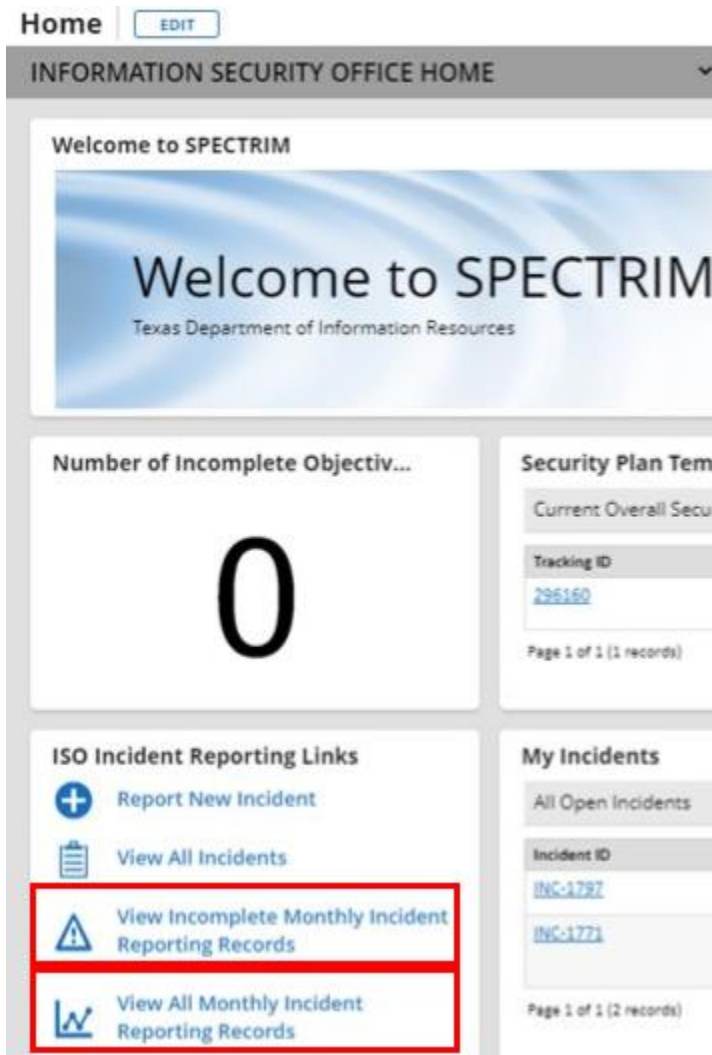 Home EDIT
INFORMATION SECURITY OFFICE HOME
Welcome to SPECTRIM
Welcome to SPECTRIM
Texas Department of Information Resources
Number of Incomplete Objectiv...
0
Security Plan Tem
Current Overall Secu
Tracking ID
296160
Page 1 of 1 (1 records)
ISO Incident Reporting Links
Report New Incident
View All Incidents
View Incomplete Monthly Incident
Reporting Records
View All Monthly Incident
Reporting Records
My Incidents
All Open Incidents
Incident ID
INC-1797
INC-1771
Page 1 of 1 (2 records)